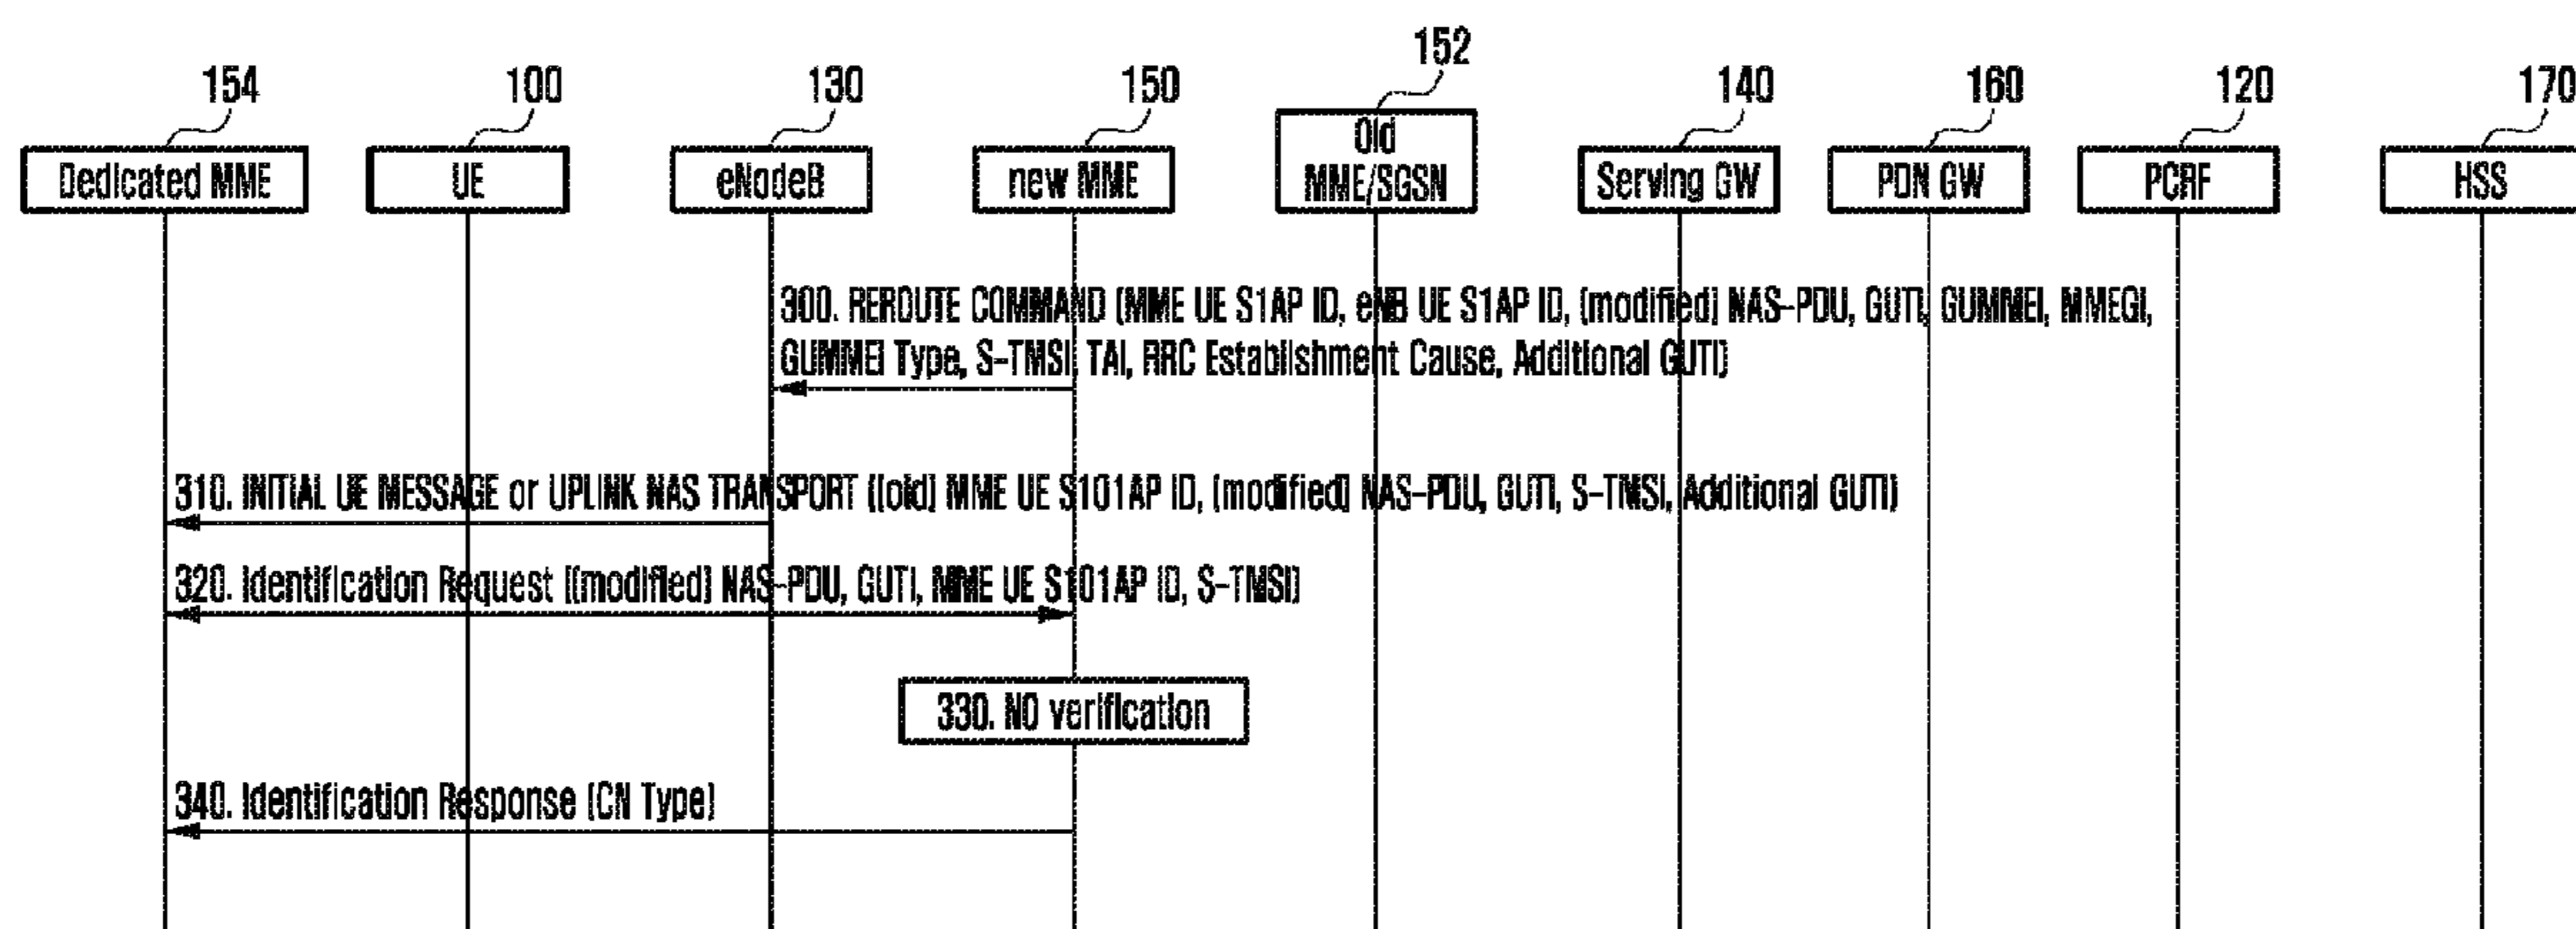 154 100 130 150 152 140 160 120 170
Dedicated MME UE eNodeB new MME Old MME/SGSN Serving GW PDN GW PCRF HSS
300. REROUTE COMMAND (MME UE S1AP ID, eNB UE S1AP ID, (modified) NAS-PDU, GUTI, GUMMEI, MMEGI,
GUMMEI Type, S-TMSI, TAI, RRC Establishment Cause, Additional GUTI)
310. INITIAL UE MESSAGE or UPLINK NAS TRANSPORT ((old) MME UE S101AP ID, (modified) NAS-PDU, GUTI, S-TMSI, Additional GUTI)
320. Identification Request ((modified) NAS-PDU, GUTI, MME UE S101AP ID, S-TMSI)
330. NO verification
340. Identification Response (CN Type)